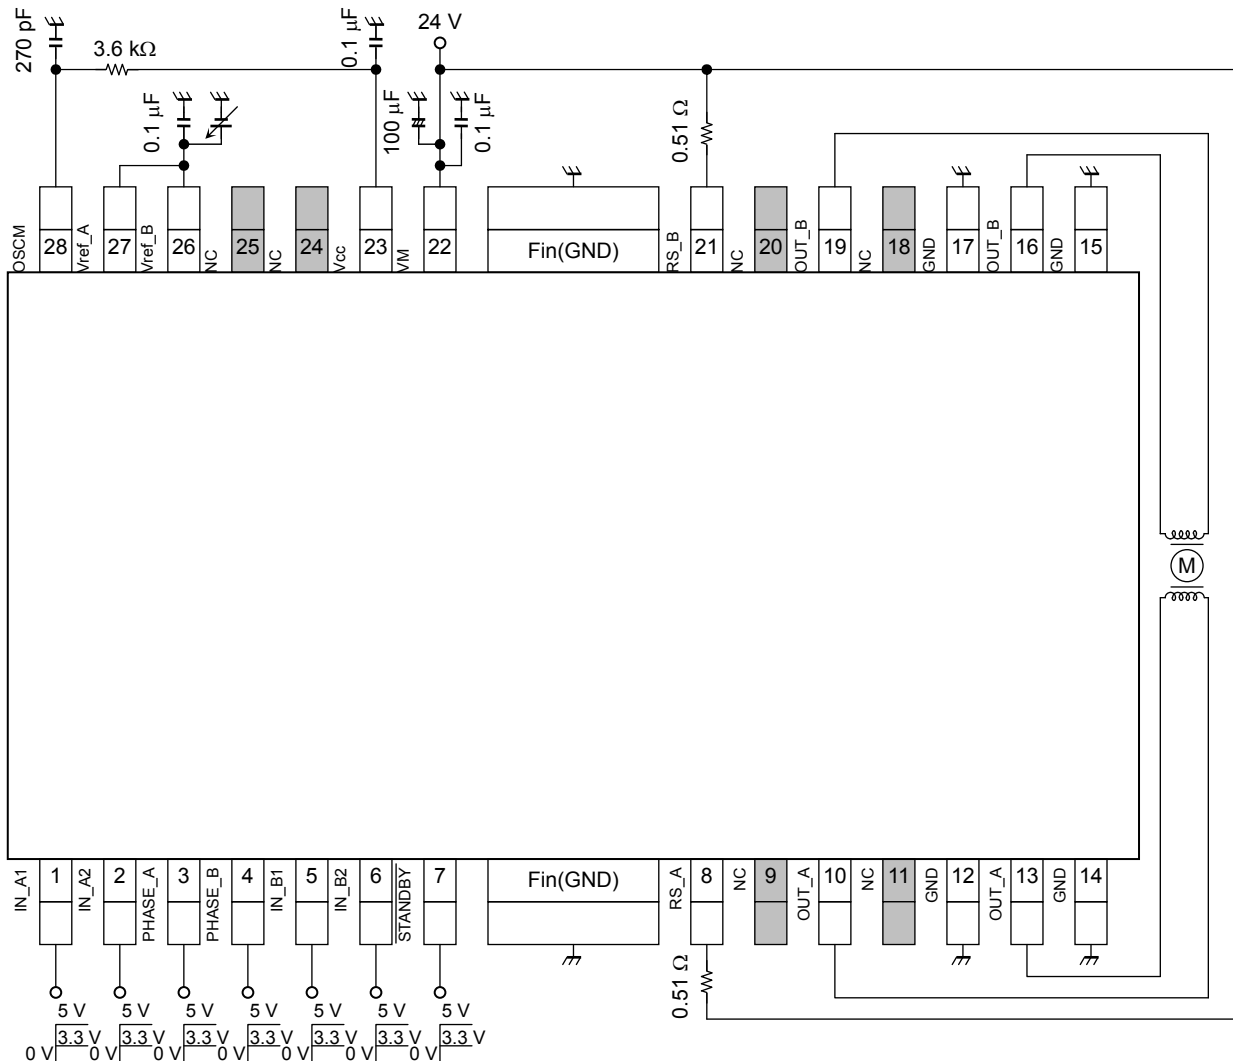 270 pF
3.6 kΩ
0.1 µF
24 V
0.1 µF
100 µF
0.1 µF
0.51 Ω
OSCM
28
Vref_A
27
Vref_B
26
NC
25
NC
24
Vcc
23
VM
22
Fin(GND)
RS_B
21
NC
20
OUT_B
19
NC
18
GND
17
OUT_B
16
GND
15
M
IN_A1
1
IN_A2
2
PHASE_A
3
PHASE_B
4
IN_B1
5
IN_B2
6
STANDBY
7
Fin(GND)
RS_A
8
NC
9
OUT_A
10
NC
11
GND
12
OUT_A
13
GND
14
0.51 Ω
5 V 5 V 5 V 5 V 5 V 5 V 5 V
3.3 V 3.3 V 3.3 V 3.3 V 3.3 V 3.3 V 3.3 V
0 V 0 V 0 V 0 V 0 V 0 V 0 V